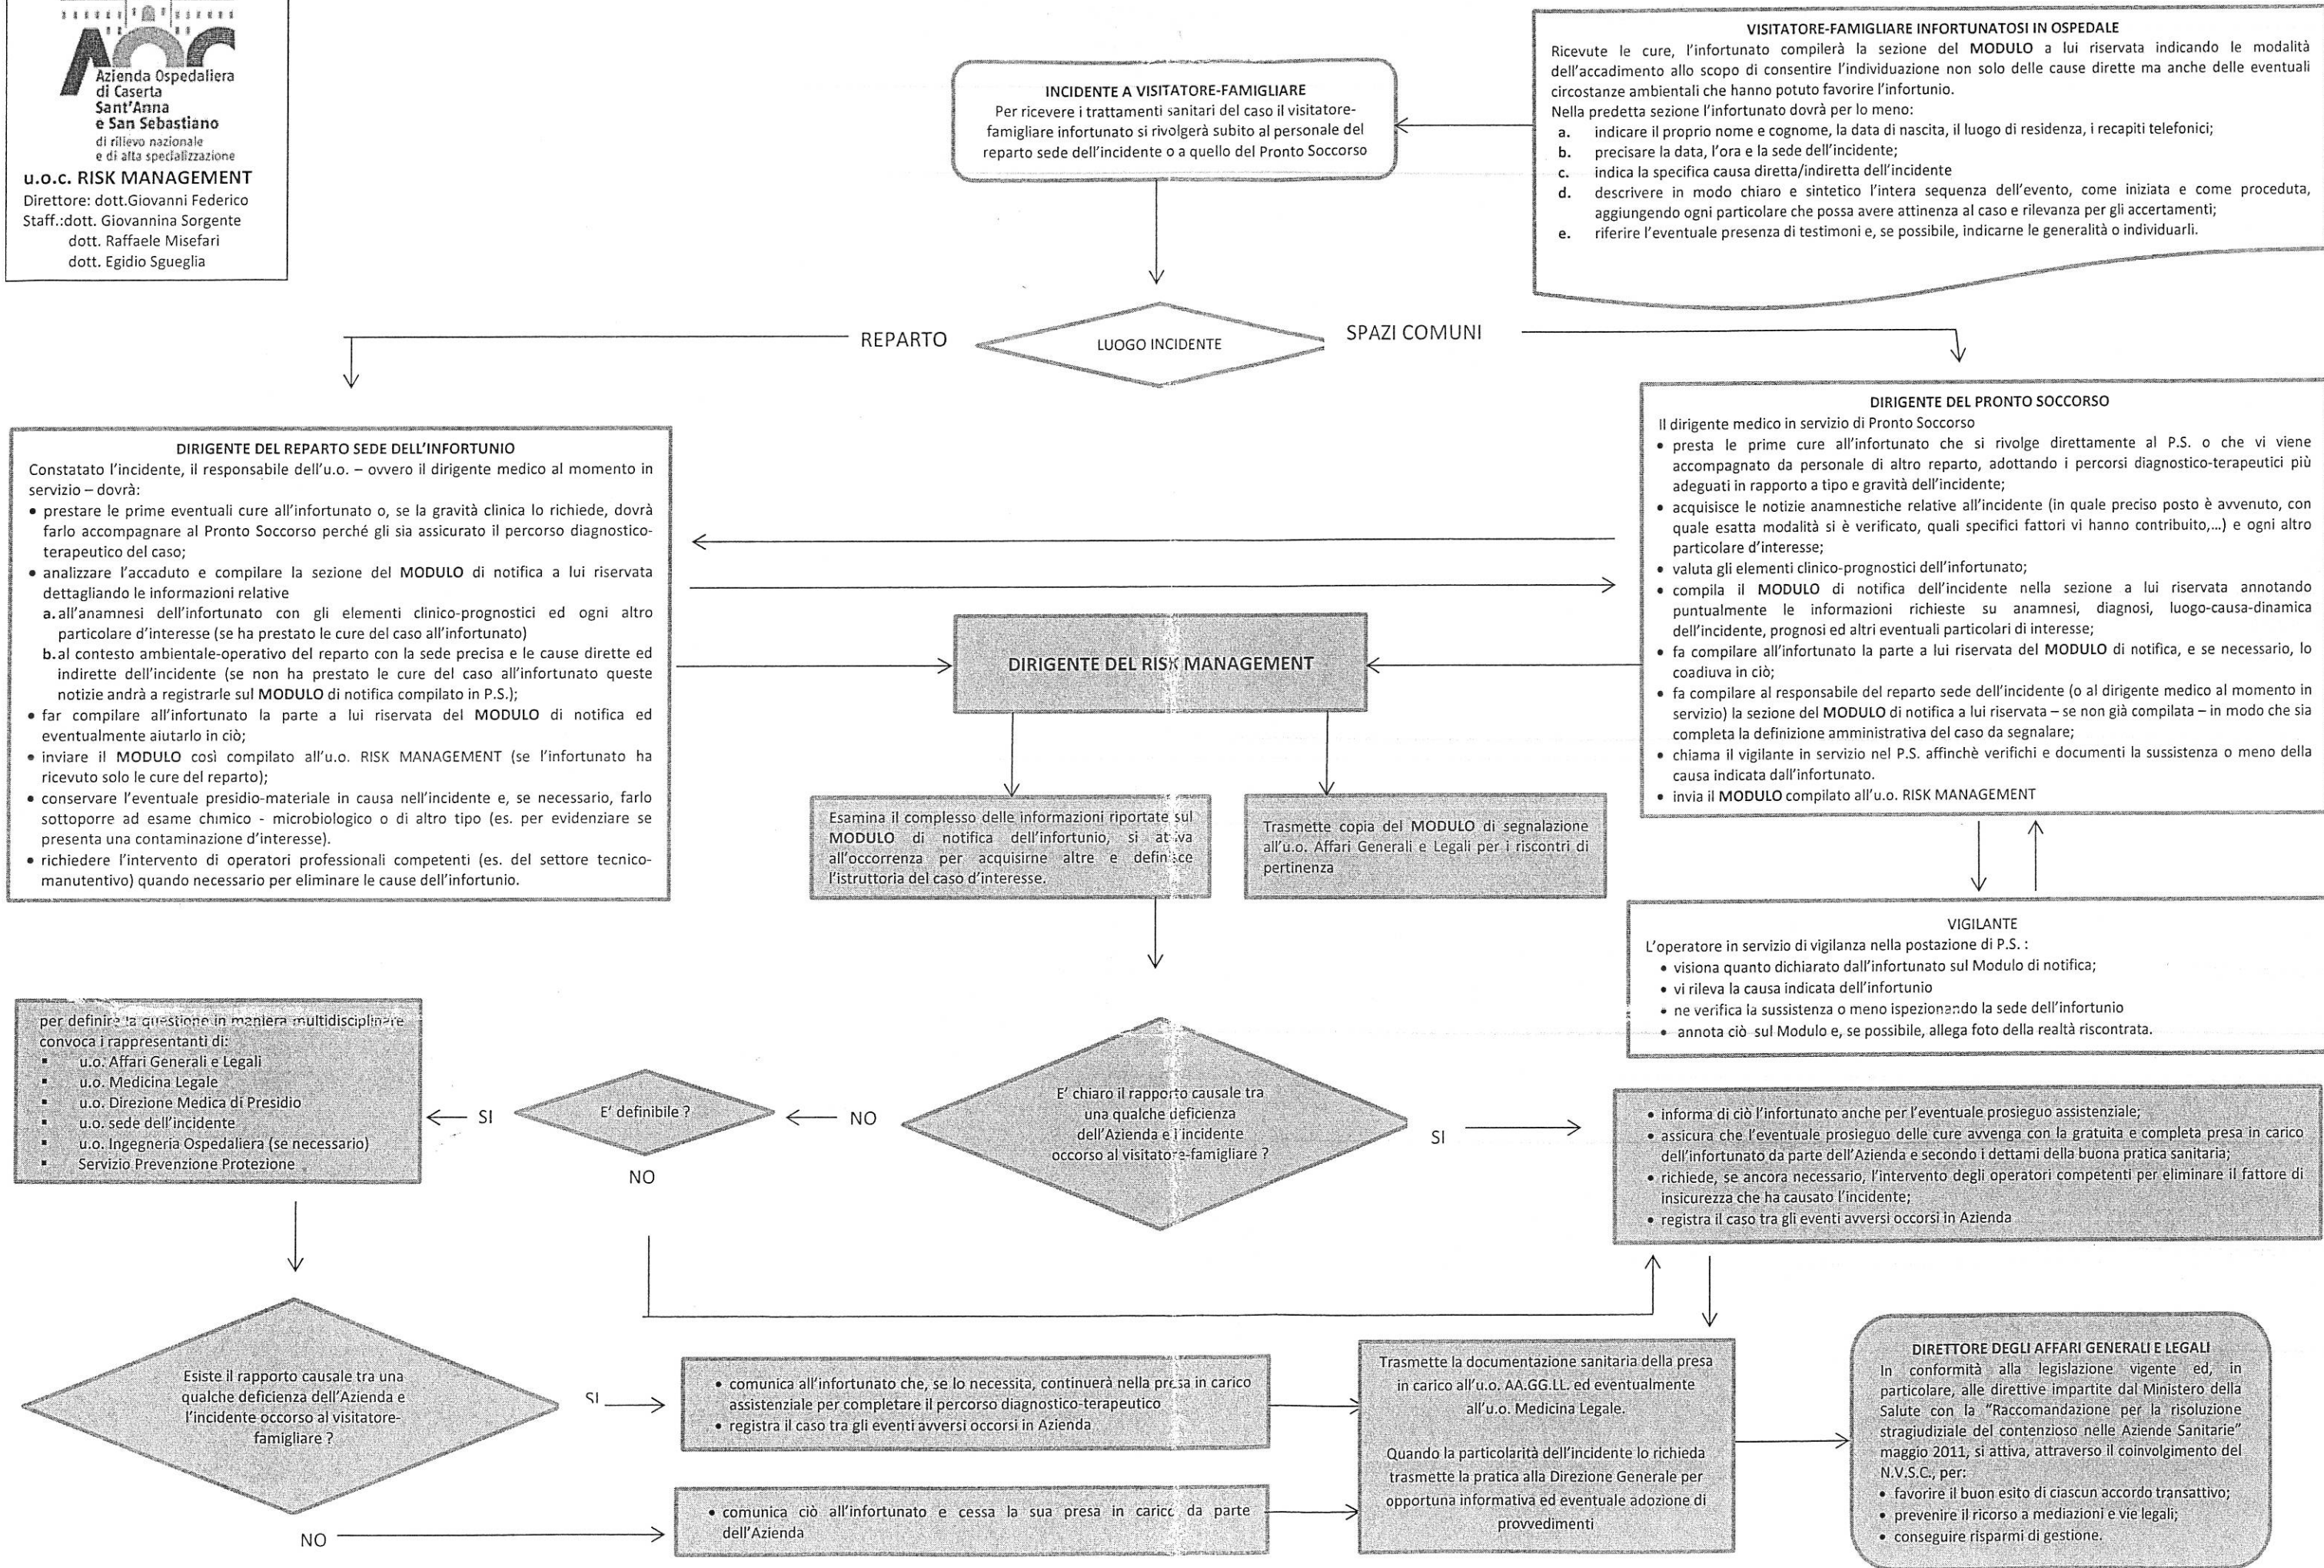 Azienda Ospedaliera
di Caserta
Sant'Anna
e San Sebastiano
di rilievo nazionale
e di alta specializzazione
u.o.c. RISK MANAGEMENT
Direttore: dott.Giovanni Federico
Staff.:dott. Giovannina Sorgente
dott. Raffaele Misefari
dott. Egidio Sgueglia
INCIDENTE A VISITATORE-FAMIGLIARE
Per ricevere i trattamenti sanitari del caso il visitatore-
famigliare infortunato si rivolgerà subito al personale del
reparto sede dell'incidente o a quello del Pronto Soccorso
VISITATORE-FAMIGLIARE INFORTUNATOSI IN OSPEDALE
Ricevute le cure, l'infortunato compilerà la sezione del MODULO a lui riservata indicando le modalità
dell'accadimento allo scopo di consentire l'individuazione non solo delle cause dirette ma anche delle eventuali
circostanze ambientali che hanno potuto favorire l'infortunio.
Nella predetta sezione l'infortunato dovrà per lo meno:
a. indicare il proprio nome e cognome, la data di nascita, il luogo di residenza, i recapiti telefonici;
b. precisare la data, l'ora e la sede dell'incidente;
c. indica la specifica causa diretta/indiretta dell'incidente
d. descrivere in modo chiaro e sintetico l'intera sequenza dell'evento, come iniziata e come proceduta,
aggiungendo ogni particolare che possa avere attinenza al caso e rilevanza per gli accertamenti;
e. riferire l'eventuale presenza di testimoni e, se possibile, indicarne le generalità o individuarli.
REPARTO
LUOGO INCIDENTE
SPAZI COMUNI
DIRIGENTE DEL REPARTO SEDE DELL'INFORTUNIO
Constatato l'incidente, il responsabile dell'u.o. – ovvero il dirigente medico al momento in
servizio – dovrà:
• prestare le prime eventuali cure all'infortunato o, se la gravità clinica lo richiede, dovrà
farlo accompagnare al Pronto Soccorso perché gli sia assicurato il percorso diagnostico-
terapeutico del caso;
• analizzare l'accaduto e compilare la sezione del MODULO di notifica a lui riservata
dettagliando le informazioni relative
a. all'anamnesi dell'infortunato con gli elementi clinico-prognostici ed ogni altro
particolare d'interesse (se ha prestato le cure del caso all'infortunato)
b. al contesto ambientale-operativo del reparto con la sede precisa e le cause dirette ed
indirette dell'incidente (se non ha prestato le cure del caso all'infortunato queste
notizie andrà a registrarle sul MODULO di notifica compilato in P.S.);
• far compilare all'infortunato la parte a lui riservata del MODULO di notifica ed
eventualmente aiutarlo in ciò;
• inviare il MODULO così compilato all'u.o. RISK MANAGEMENT (se l'infortunato ha
ricevuto solo le cure del reparto);
• conservare l'eventuale presidio-materiale in causa nell'incidente e, se necessario, farlo
sottoporre ad esame chimico - microbiologico o di altro tipo (es. per evidenziare se
presenta una contaminazione d'interesse).
• richiedere l'intervento di operatori professionali competenti (es. del settore tecnico-
manutentivo) quando necessario per eliminare le cause dell'infortunio.
DIRIGENTE DEL PRONTO SOCCORSO
Il dirigente medico in servizio di Pronto Soccorso
• presta le prime cure all'infortunato che si rivolge direttamente al P.S. o che vi viene
accompagnato da personale di altro reparto, adottando i percorsi diagnostico-terapeutici più
adeguati in rapporto a tipo e gravità dell'incidente;
• acquisisce le notizie anamnestiche relative all'incidente (in quale preciso posto è avvenuto, con
quale esatta modalità si è verificato, quali specifici fattori vi hanno contribuito,...) e ogni altro
particolare d'interesse;
• valuta gli elementi clinico-prognostici dell'infortunato;
• compila il MODULO di notifica dell'incidente nella sezione a lui riservata annotando
puntualmente le informazioni richieste su anamnesi, diagnosi, luogo-causa-dinamica
dell'incidente, prognosi ed altri eventuali particolari di interesse;
• fa compilare all'infortunato la parte a lui riservata del MODULO di notifica, e se necessario, lo
coadiuva in ciò;
• fa compilare al responsabile del reparto sede dell'incidente (o al dirigente medico al momento in
servizio) la sezione del MODULO di notifica a lui riservata – se non già compilata – in modo che sia
completa la definizione amministrativa del caso da segnalare;
• chiama il vigilante in servizio nel P.S. affinchè verifichi e documenti la sussistenza o meno della
causa indicata dall'infortunato.
• invia il MODULO compilato all'u.o. RISK MANAGEMENT
DIRIGENTE DEL RISK MANAGEMENT
Esamina il complesso delle informazioni riportate sul
MODULO di notifica dell'infortunio, si attiva
all'occorrenza per acquisirne altre e definisce
l'istruttoria del caso d'interesse.
Trasmette copia del MODULO di segnalazione
all'u.o. Affari Generali e Legali per i riscontri di
pertinenza
VIGILANTE
L'operatore in servizio di vigilanza nella postazione di P.S. :
• visiona quanto dichiarato dall'infortunato sul Modulo di notifica;
• vi rileva la causa indicata dell'infortunio
• ne verifica la sussistenza o meno ispezionando la sede dell'infortunio
• annota ciò sul Modulo e, se possibile, allega foto della realtà riscontrata.
per definire la questione in maniera multidisciplinare
convoca i rappresentanti di:
▪ u.o. Affari Generali e Legali
▪ u.o. Medicina Legale
▪ u.o. Direzione Medica di Presidio
▪ u.o. sede dell'incidente
▪ u.o. Ingegneria Ospedaliera (se necessario)
▪ Servizio Prevenzione Protezione
SI
E' definibile ?
NO
NO
E' chiaro il rapporto causale tra
una qualche deficienza
dell'Azienda e l'incidente
occorso al visitatore-famigliare ?
SI
• informa di ciò l'infortunato anche per l'eventuale prosieguo assistenziale;
• assicura che l'eventuale prosieguo delle cure avvenga con la gratuita e completa presa in carico
dell'infortunato da parte dell'Azienda e secondo i dettami della buona pratica sanitaria;
• richiede, se ancora necessario, l'intervento degli operatori competenti per eliminare il fattore di
insicurezza che ha causato l'incidente;
• registra il caso tra gli eventi avversi occorsi in Azienda
Esiste il rapporto causale tra una
qualche deficienza dell'Azienda e
l'incidente occorso al visitatore-
famigliare ?
SI
• comunica all'infortunato che, se lo necessita, continuerà nella presa in carico
assistenziale per completare il percorso diagnostico-terapeutico
• registra il caso tra gli eventi avversi occorsi in Azienda
NO
• comunica ciò all'infortunato e cessa la sua presa in carico da parte
dell'Azienda
Trasmette la documentazione sanitaria della presa
in carico all'u.o. AA.GG.LL. ed eventualmente
all'u.o. Medicina Legale.
Quando la particolarità dell'incidente lo richieda
trasmette la pratica alla Direzione Generale per
opportuna informativa ed eventuale adozione di
provvedimenti
DIRETTORE DEGLI AFFARI GENERALI E LEGALI
In conformità alla legislazione vigente ed, in
particolare, alle direttive impartite dal Ministero della
Salute con la "Raccomandazione per la risoluzione
stragiudiziale del contenzioso nelle Aziende Sanitarie"
maggio 2011, si attiva, attraverso il coinvolgimento del
N.V.S.C., per:
• favorire il buon esito di ciascun accordo transattivo;
• prevenire il ricorso a mediazioni e vie legali;
• conseguire risparmi di gestione.